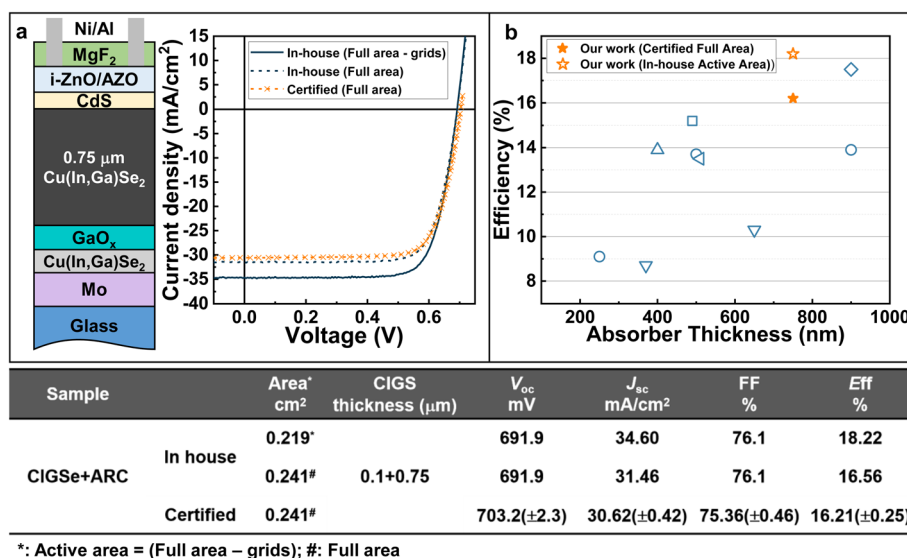 a
Ni/Al
MgF2
i-ZnO/AZO
CdS
0.75 μm
Cu(In,Ga)Se2
GaOx
Cu(In,Ga)Se2
Mo
Glass
Current density (mA/cm2)
15
10
5
0
-5
-10
-15
-20
-25
-30
-35
-40
In-house (Full area - grids)
In-house (Full area)
Certified (Full area)
0.0 0.2 0.4 0.6
Voltage (V)
b
Efficiency (%)
18
16
14
12
10
8
Our work (Certified Full Area)
Our work (In-house Active Area))
200 400 600 800 1000
Absorber Thickness (nm)
Sample Area* CIGS Voc Jsc FF Eff
cm2 thickness (μm) mV mA/cm2 % %
0.219* 691.9 34.60 76.1 18.22
CIGSe+ARC In house 0.241# 0.1+0.75 691.9 31.46 76.1 16.56
Certified 0.241# 703.2(±2.3) 30.62(±0.42) 75.36(±0.46) 16.21(±0.25)
*: Active area = (Full area – grids); #: Full area